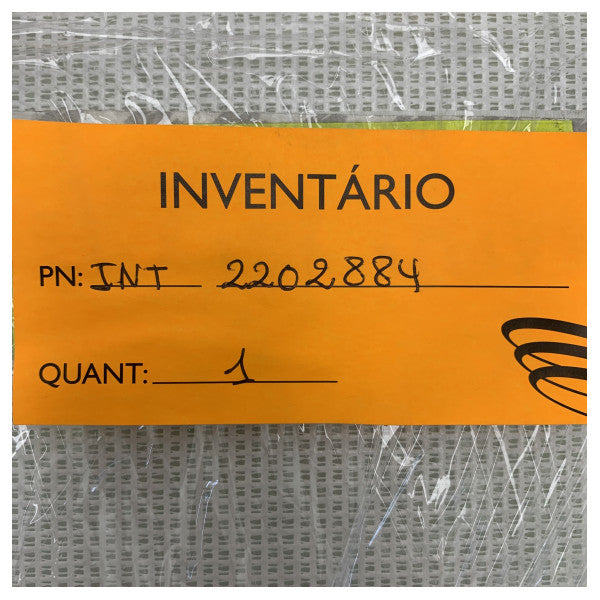 INVENTÁRIO
PN: INT 2202884
QUANT: 1